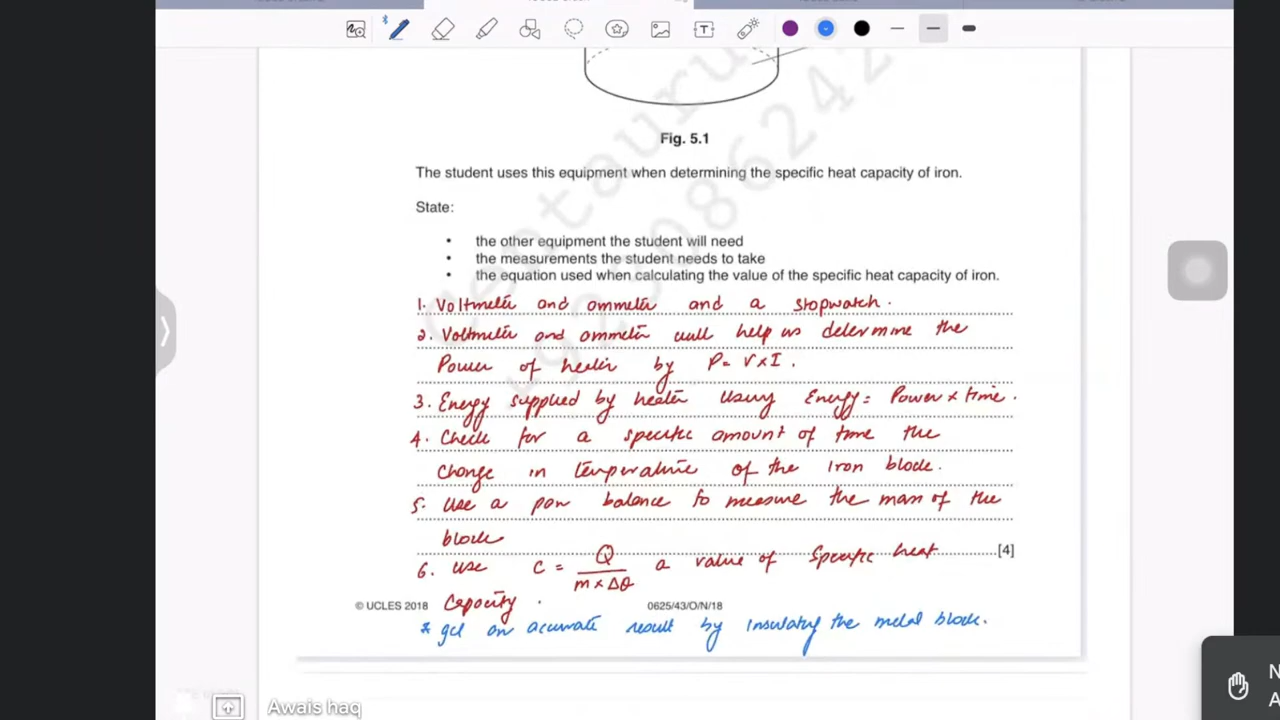 Fig. 5.1
The student uses this equipment when determining the specific heat capacity of iron.
State:
• the other equipment the student will need
• the measurements the student needs to take
• the equation used when calculating the value of the specific heat capacity of iron.
1. Voltmeter and ammeter and a stopwatch.
2. Voltmeter and ammeter will help us determine the
Power of heater by P = V x I.
3. Energy supplied by heater using Energy = Power x time.
4. Check for a specific amount of time the
change in temperature of the iron block.
5. Use a pan balance to measure the mass of the
block
[4]
6. Use c = Q / m x Δθ a value of specific heat
capacity.
© UCLES 2018 0625/43/O/N/18
* get an accurate result by insulating the metal block.
Awais haq